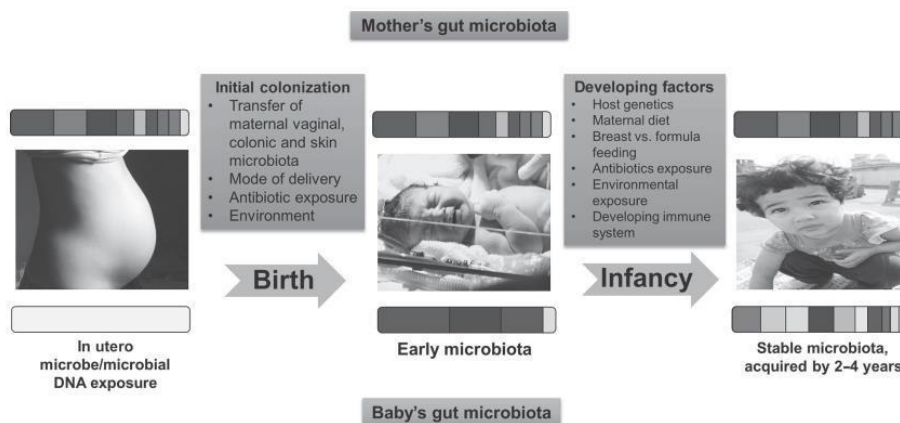 Mother's gut microbiota
Initial colonization
• Transfer of
maternal vaginal,
colonic and skin
microbiota
• Mode of delivery
• Antibiotic exposure
• Environment
Developing factors
• Host genetics
• Maternal diet
• Breast vs. formula
feeding
• Antibiotics exposure
• Environmental
exposure
• Developing immune
system
Birth
Infancy
In utero
microbe/microbial
DNA exposure
Early microbiota
Stable microbiota,
acquired by 2–4 years
Baby's gut microbiota